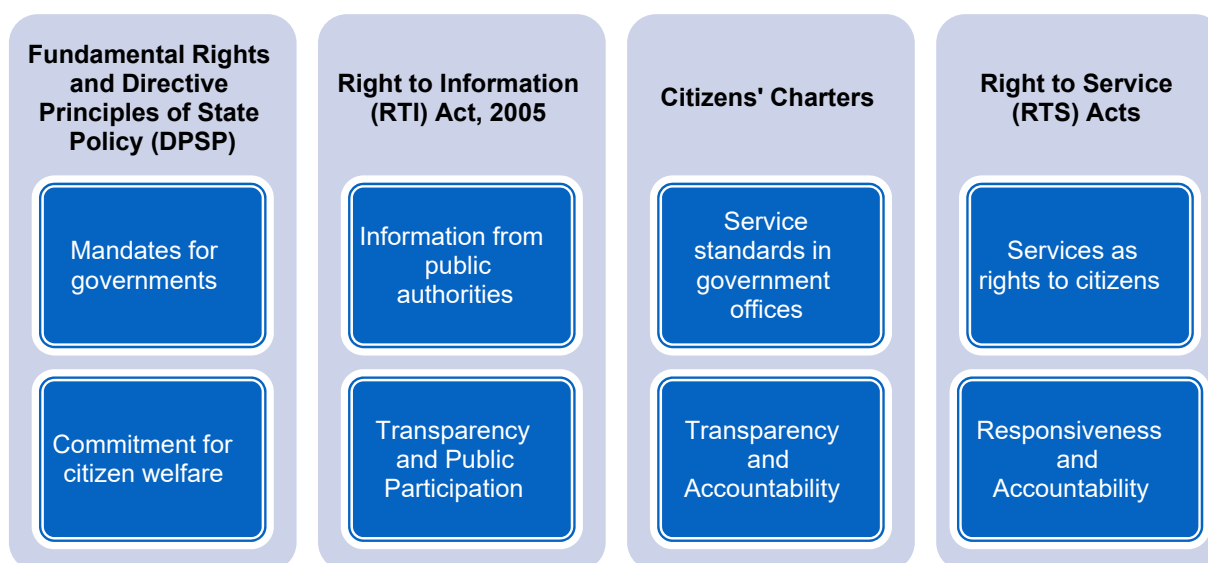 Fundamental Rights
and Directive
Principles of State
Policy (DPSP)
Mandates for
governments
Commitment for
citizen welfare
Right to Information
(RTI) Act, 2005
Information from
public
authorities
Transparency
and Public
Participation
Citizens' Charters
Service
standards in
government
offices
Transparency
and
Accountability
Right to Service
(RTS) Acts
Services as
rights to citizens
Responsiveness
and
Accountability